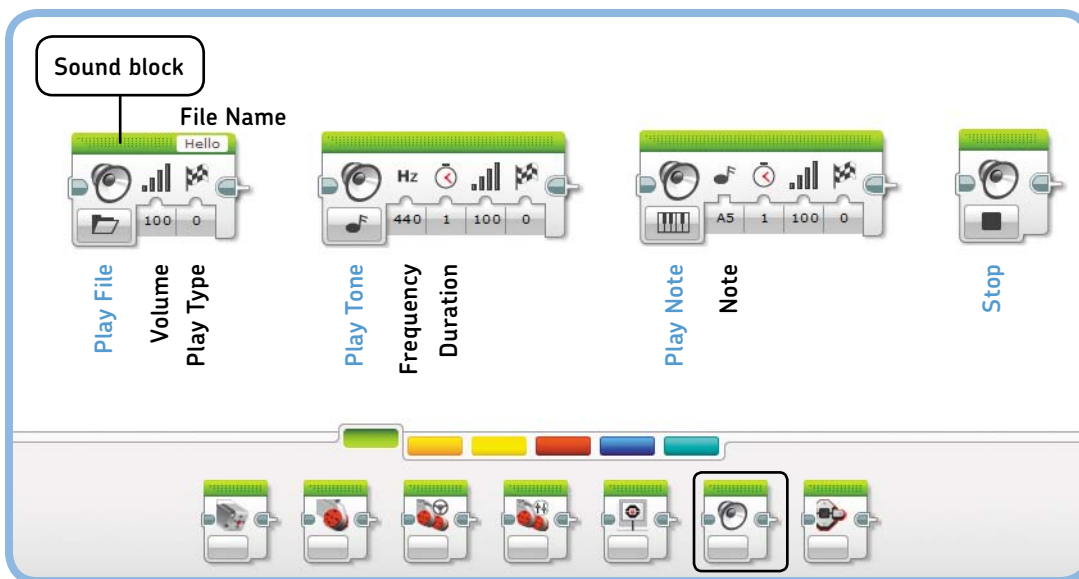 Sound block
File Name
Hello
Hz
100 0
440 1 100 0
A5 1 100 0
Play File
Volume
Play Type
Play Tone
Frequency
Duration
Play Note
Note
Stop